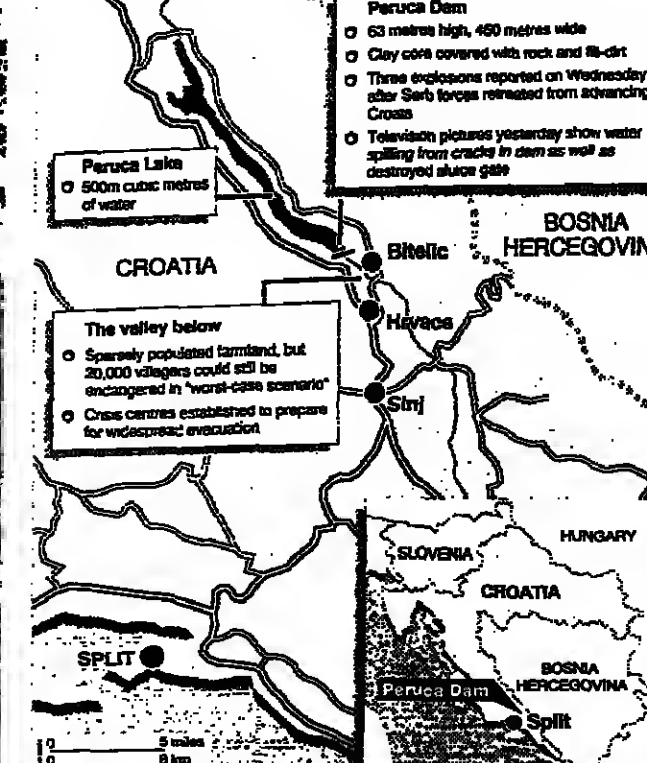 Peruca Dam
63 metres high, 460 metres wide
Clay core covered with rock and fill-dirt
Three explosions reported on Wednesday
after Serb forces retreated from advancing
Croats
Television pictures yesterday show water
spilling from cracks in dam as well as
destroyed sluice gate
Peruca Lake
500m cubic metres
of water
BOSNIA
HERCEGOVIN
CROATIA
Bitelic
Hrvace
The valley below
Sparsely populated farmland, but
20,000 villagers could still be
endangered in "worst-case scenario"
Crisis centres established to prepare
for widespread evacuation
Sinj
SLOVENIA
HUNGARY
CROATIA
BOSNIA
HERCEGOVINA
Peruca Dam
Split
SPLIT
0 5 miles
0 8 km